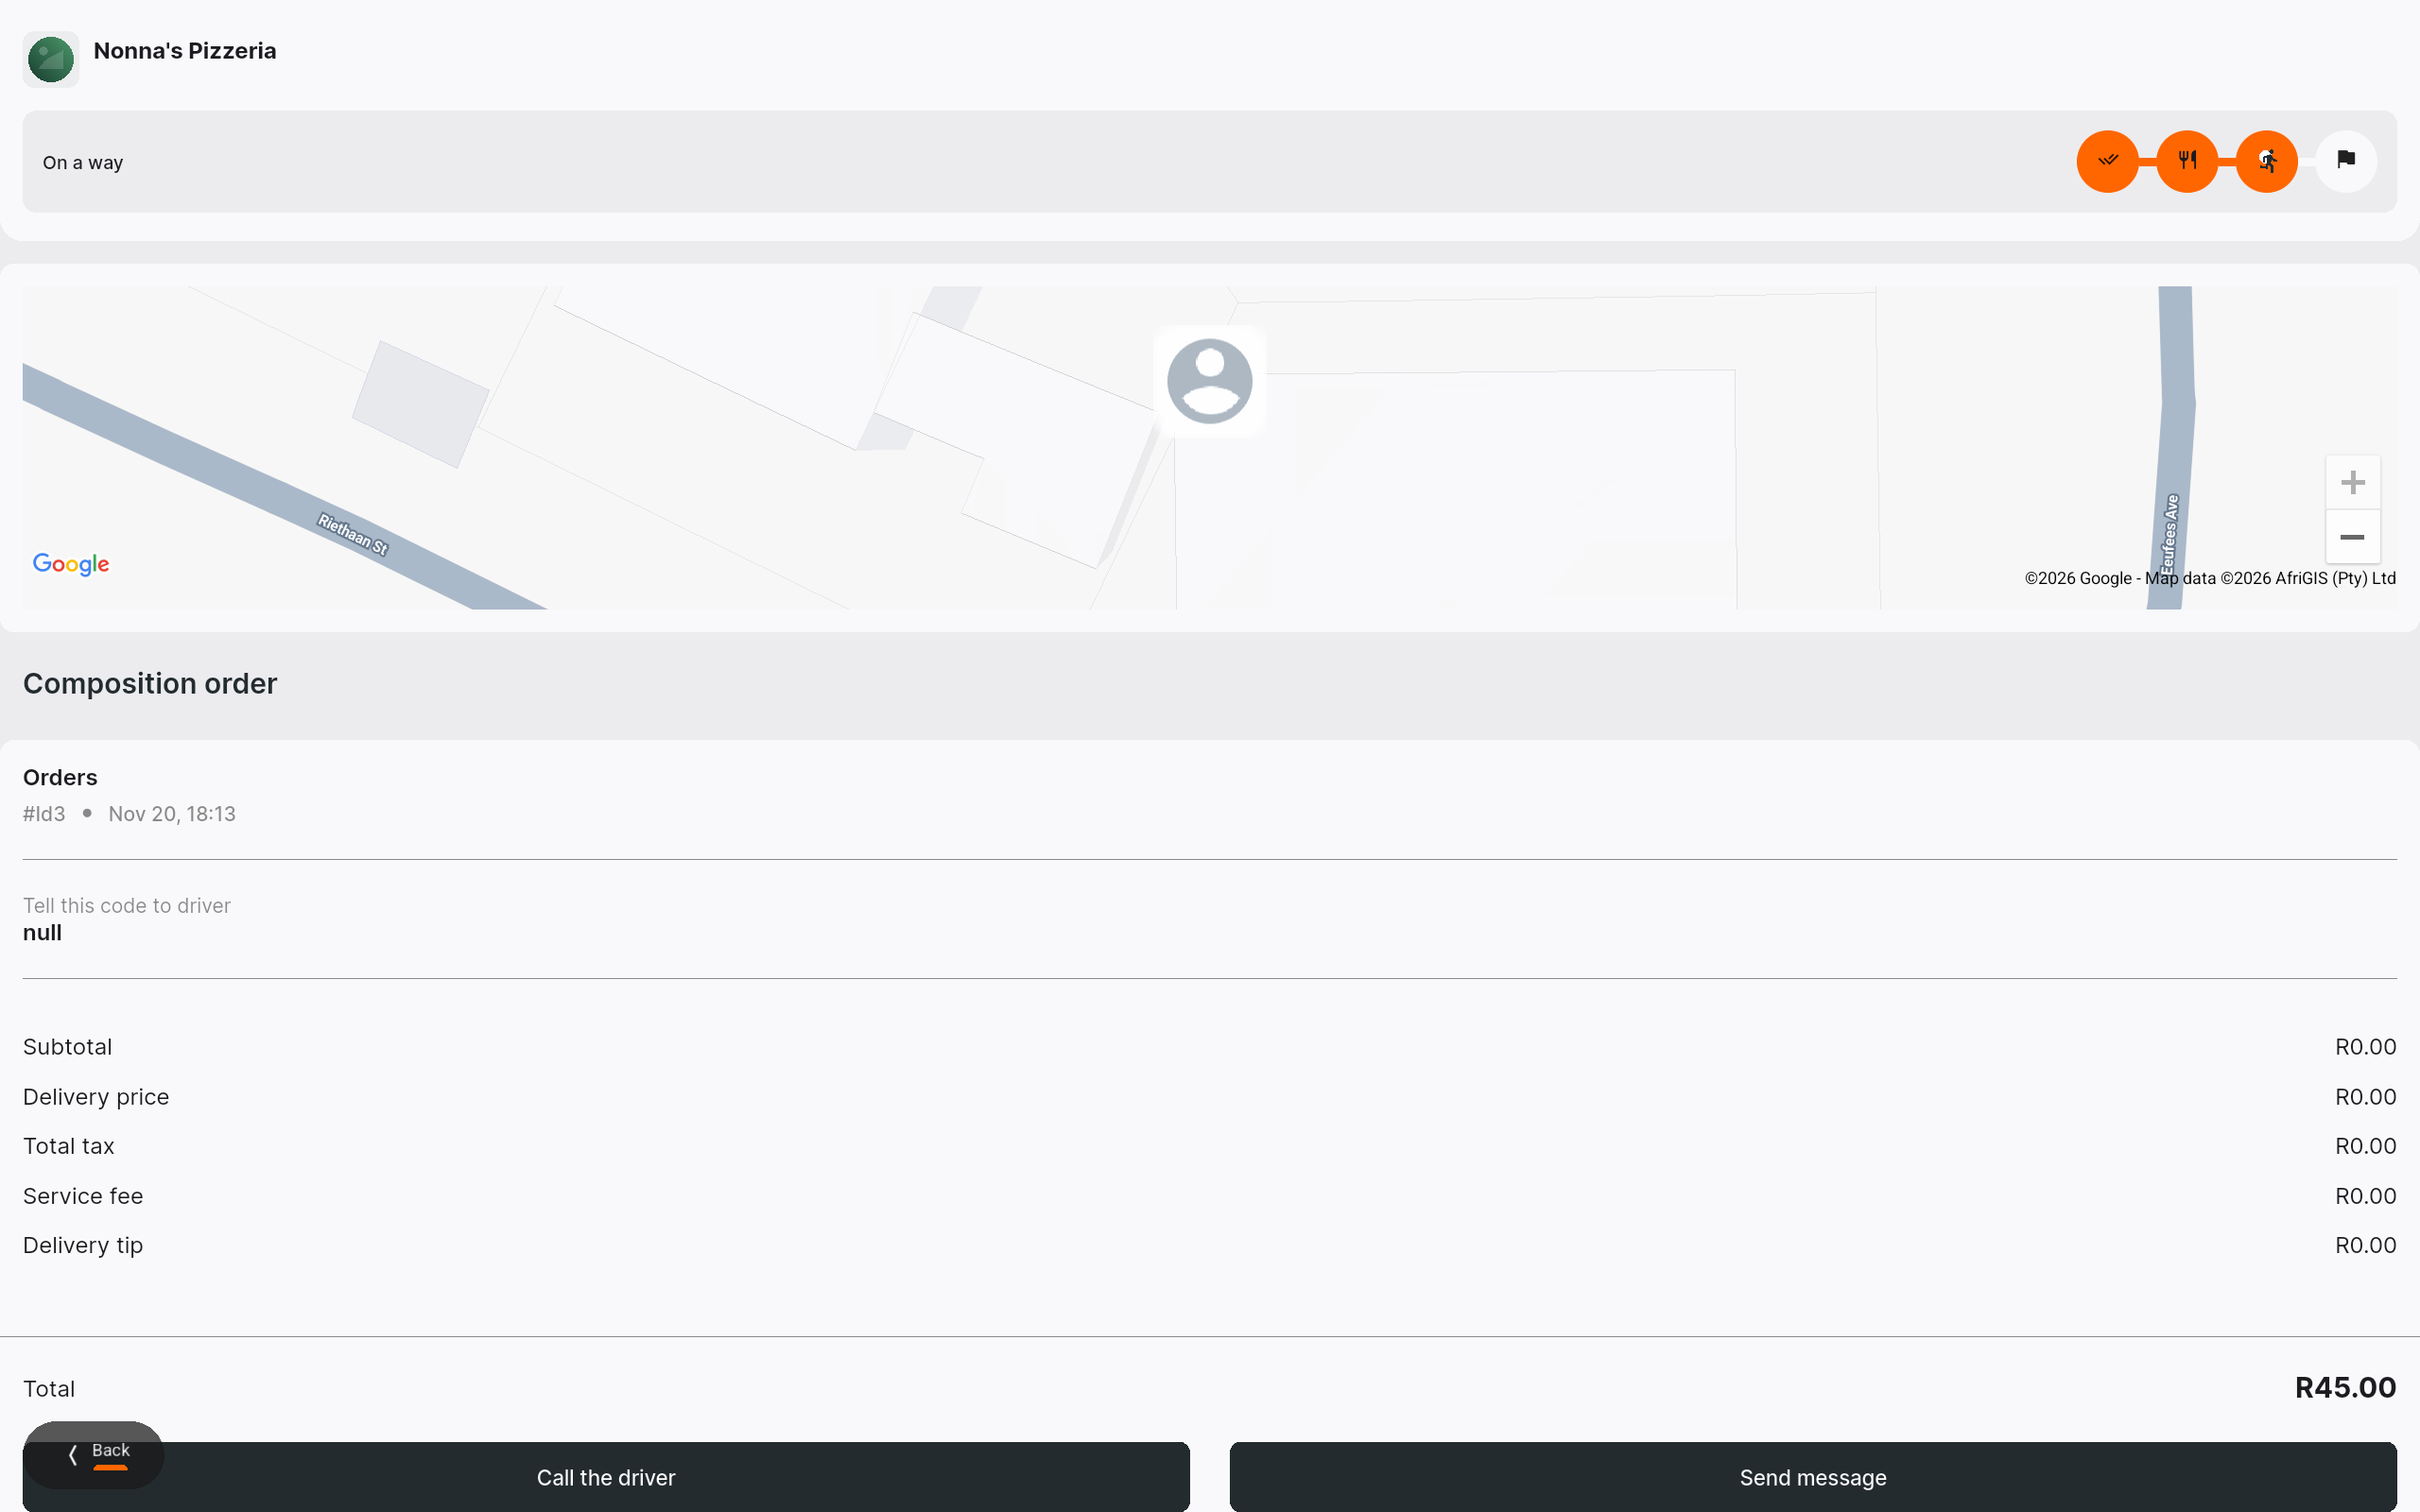 Nonna's Pizzeria
On a way
Riethaan St
Eeufees Ave
Google
©2026 Google - Map data ©2026 AfriGIS (Pty) Ltd
Composition order
Orders
#Id3 • Nov 20, 18:13
Tell this code to driver
null
Subtotal R0.00
Delivery price R0.00
Total tax R0.00
Service fee R0.00
Delivery tip R0.00
Total R45.00
Back
Call the driver
Send message